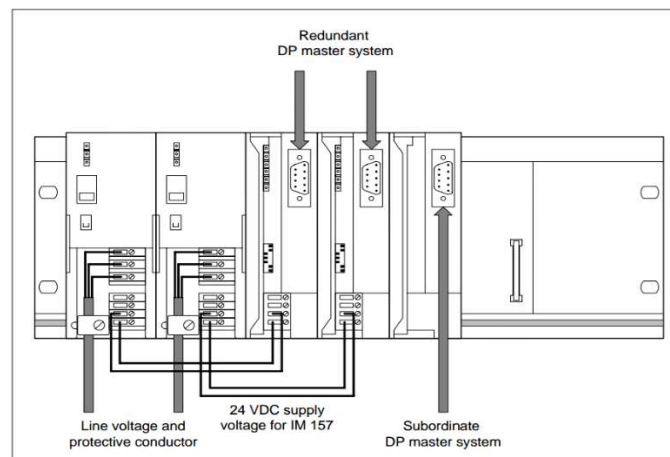 Redundant
DP master system
Line voltage and
protective conductor
24 VDC supply
voltage for IM 157
Subordinate
DP master system